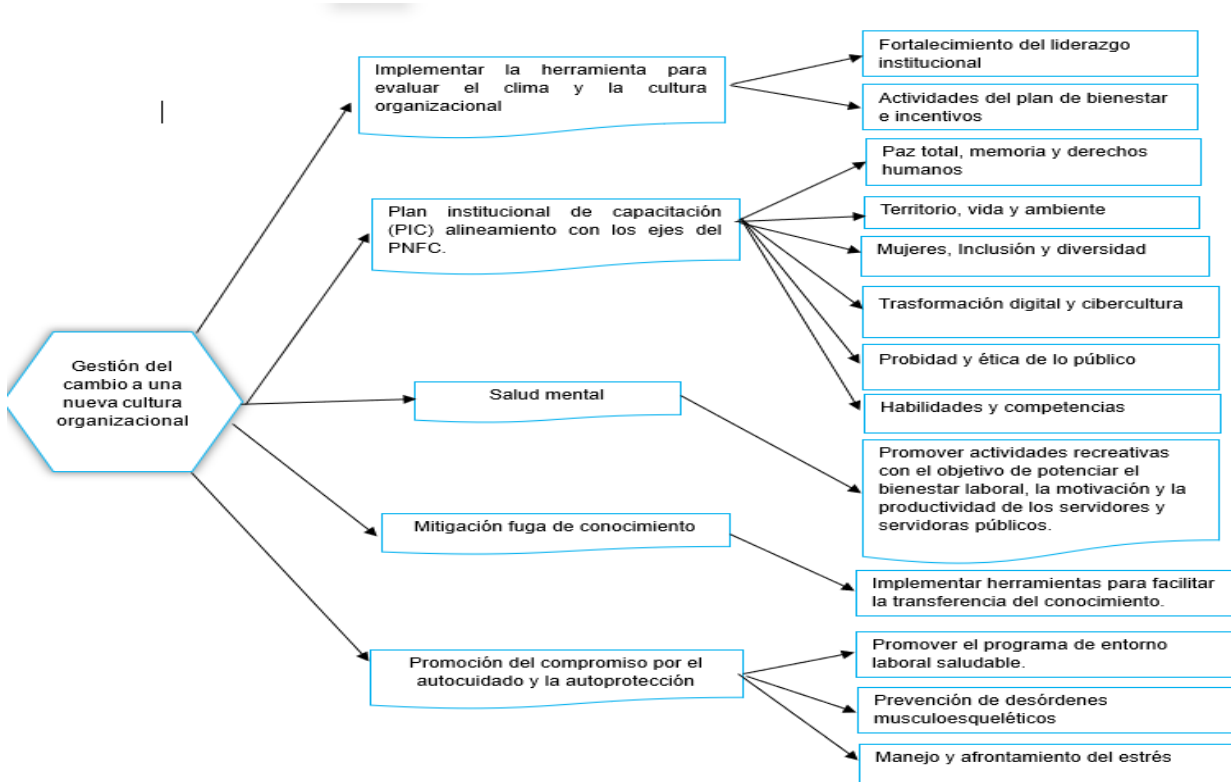 Gestión del
cambio a una
nueva cultura
organizacional
Implementar la herramienta para
evaluar el clima y la cultura
organizacional
Fortalecimiento del liderazgo
institucional
Actividades del plan de bienestar
e incentivos
Plan institucional de capacitación
(PIC) alineamiento con los ejes del
PNFC.
Paz total, memoria y derechos
humanos
Territorio, vida y ambiente
Mujeres, Inclusión y diversidad
Trasformación digital y cibercultura
Probidad y ética de lo público
Habilidades y competencias
Salud mental
Promover actividades recreativas
con el objetivo de potenciar el
bienestar laboral, la motivación y la
productividad de los servidores y
servidoras públicos.
Mitigación fuga de conocimiento
Implementar herramientas para facilitar
la transferencia del conocimiento.
Promoción del compromiso por el
autocuidado y la autoprotección
Promover el programa de entorno
laboral saludable.
Prevención de desórdenes
musculoesqueléticos
Manejo y afrontamiento del estrés